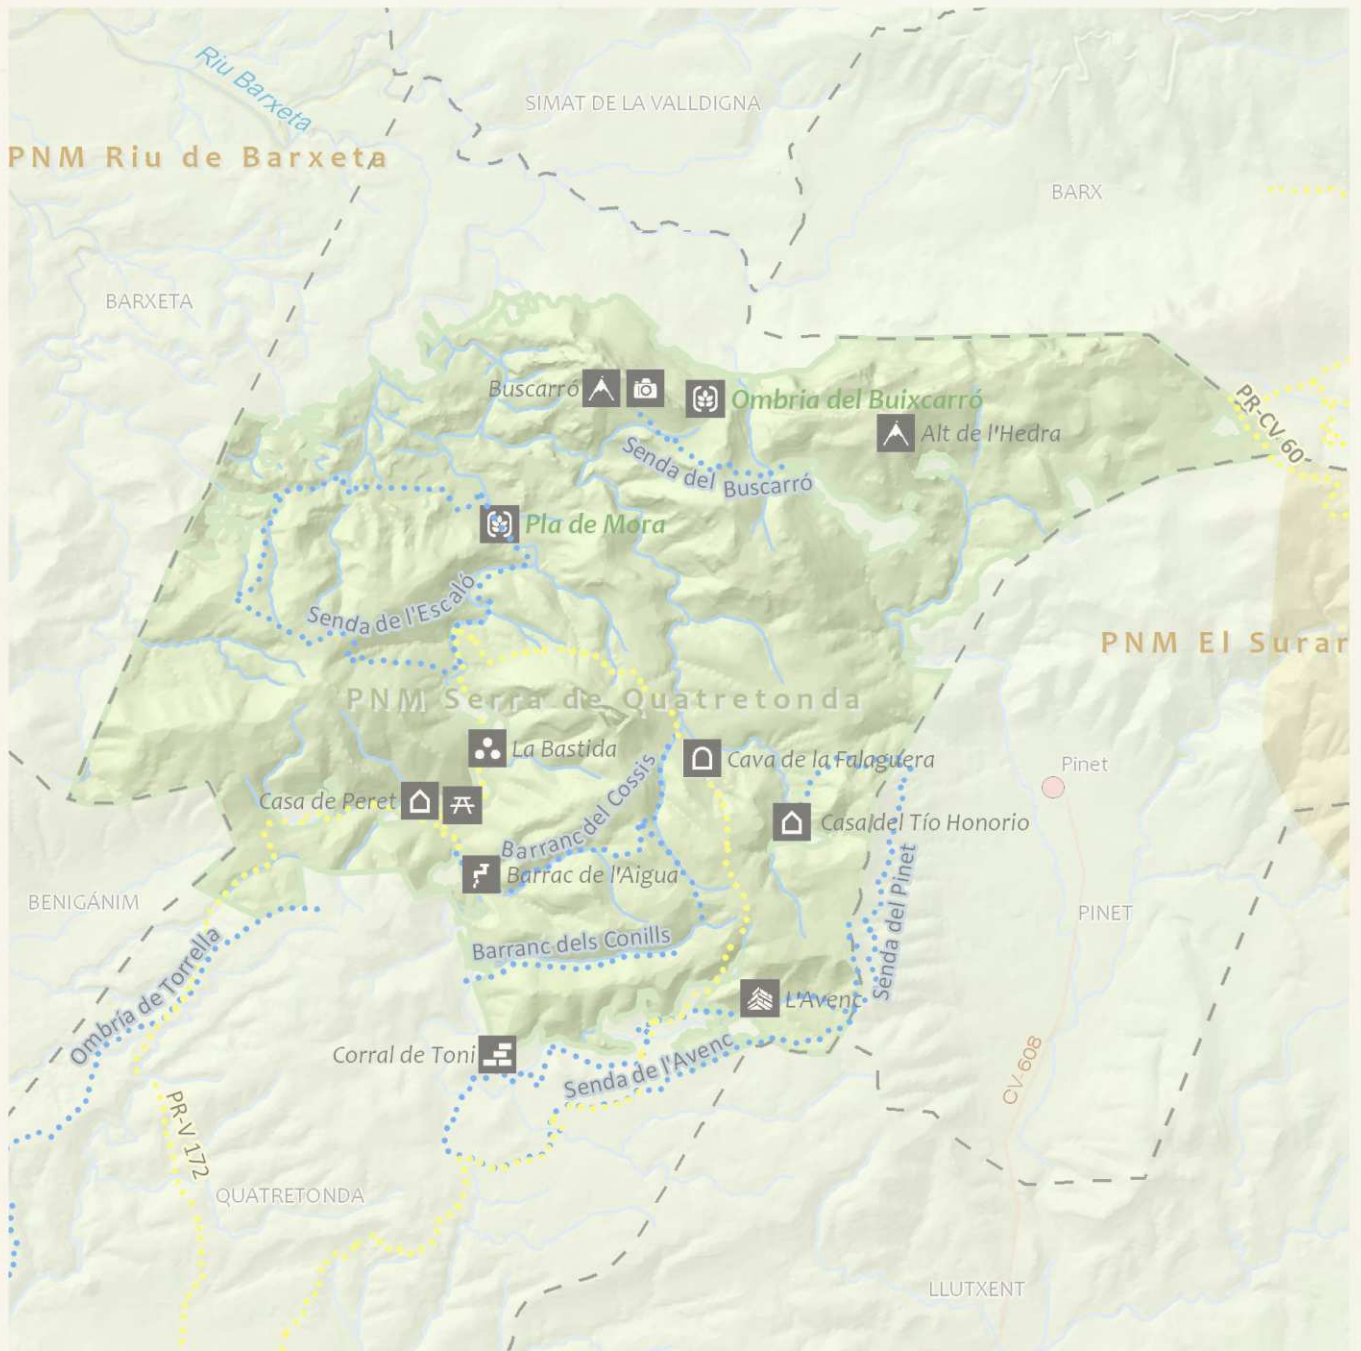 Riu Barxeta
SIMAT DE LA VALLDIGNA
PNM Riu de Barxeta
BARX
BARXETA
Buscarró
Ombria del Buixcarró
PR-CV 60
Alt de l'Hedra
Senda del Buscarró
Pla de Mora
Senda de l'Escaló
PNM El Surar
PNM Serra de Quatretonda
La Bastida
Cava de la Falaguera
Pinet
Casa de Peret
Barranc del Cossis
Casa del Tío Honorio
Barrac de l'Aigua
Senda del Pinet
BENIGÁNIM
PINET
Barranc dels Conills
Ombría de Torrella
L'Avenc
Corral de Toni
Senda de l'Avenc
CV-608
PR-V 172
QUATRETONDA
LLUTXENT